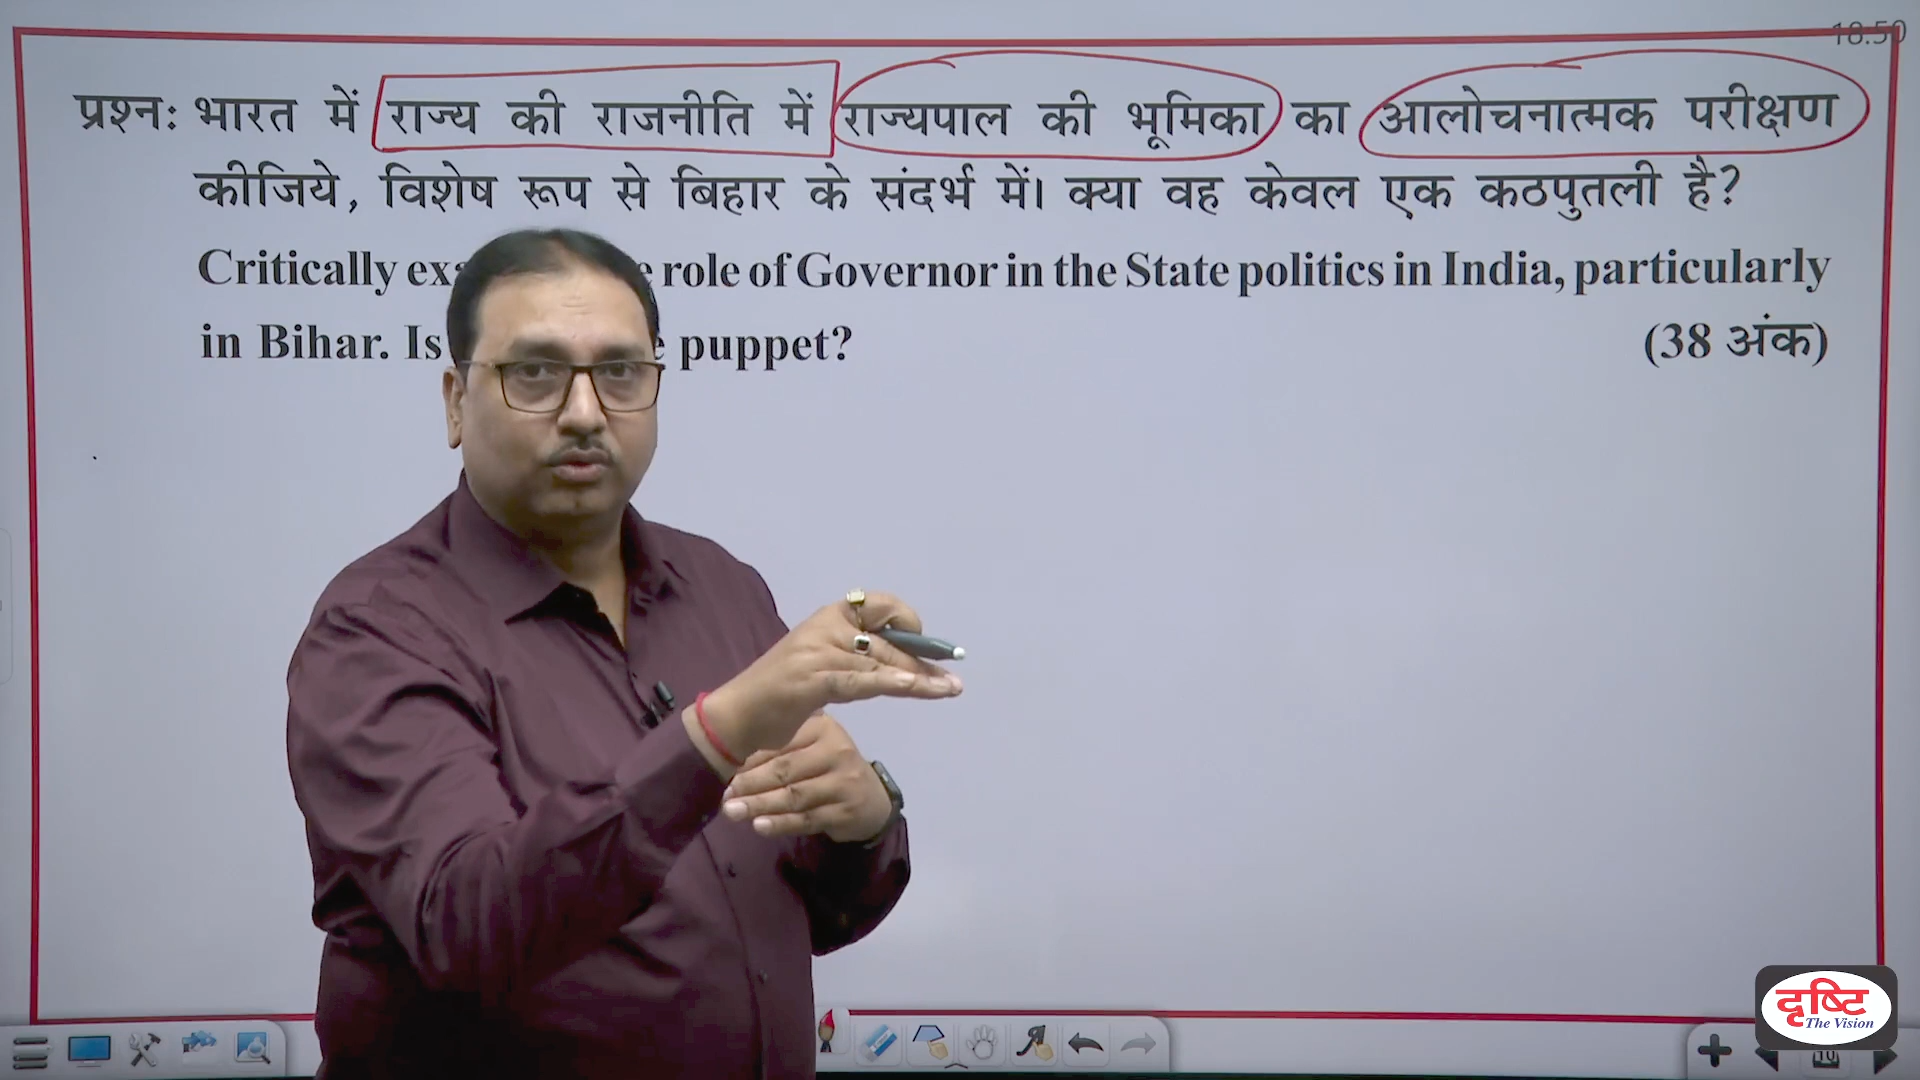 18:50
प्रश्नः भारत में राज्य की राजनीति में राज्यपाल की भूमिका का आलोचनात्मक परीक्षण
कीजिये, विशेष रूप से बिहार के संदर्भ में। क्या वह केवल एक कठपुतली है?
Critically role of Governor in the State politics in India, particularly
in Bihar. Is puppet?
(38 अंक)
10
दृष्टि
The Vision